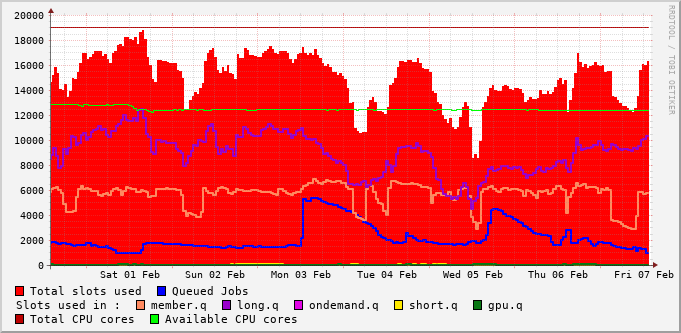 20000
18000
16000
14000
12000
10000
8000
6000
4000
2000
0
Sat 01 Feb Sun 02 Feb Mon 03 Feb Tue 04 Feb Wed 05 Feb Thu 06 Feb Fri 07 Feb
Total slots used Queued Jobs
Slots used in : member.q long.q ondemand.q short.q gpu.q
Total CPU cores Available CPU cores
RRDTOOL / TOBI OETIKER